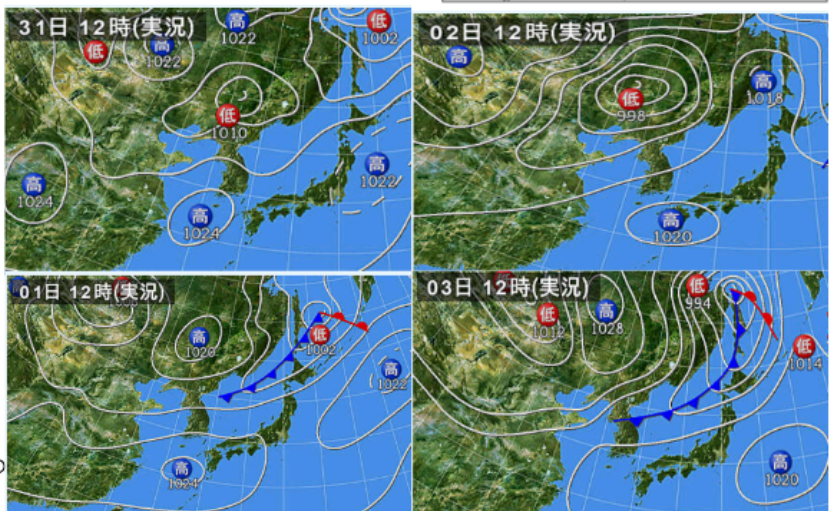 31日 12時(実況)
高
1022
低
1002
低
高
1022
低
1010
高
1022
高
1024
高
1024
02日 12時(実況)
高
低
998
高
1018
高
1020
01日 12時(実況)
高
1020
低
1002
高
1022
高
1024
03日 12時(実況)
低
1012
高
1028
低
994
低
1014
高
1020